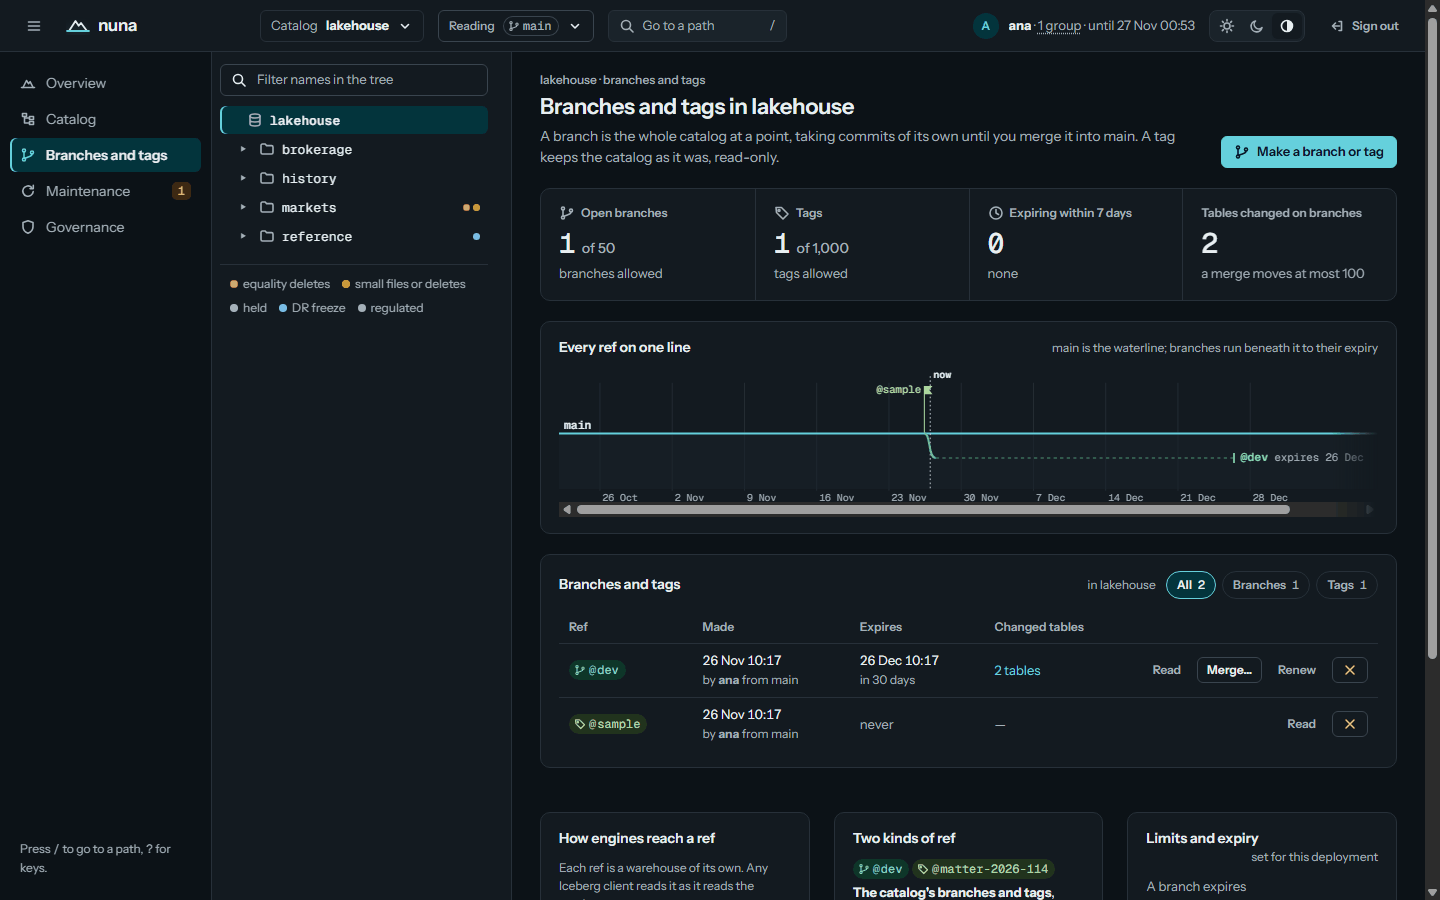 nuna
Catalog lakehouse
Reading main
Go to a path /
A ana · 1 group · until 27 Nov 00:53
Sign out
Overview
Catalog
Branches and tags
Maintenance 1
Governance
Press / to go to a path, ? for
keys.
Filter names in the tree
lakehouse
brokerage
history
markets
reference
equality deletes small files or deletes
held DR freeze regulated
lakehouse · branches and tags
Branches and tags in lakehouse
A branch is the whole catalog at a point, taking commits of its own until you merge it into main. A tag
keeps the catalog as it was, read-only.
Make a branch or tag
Open branches
1 of 50
branches allowed
Tags
1 of 1,000
tags allowed
Expiring within 7 days
0
none
Tables changed on branches
2
a merge moves at most 100
Every ref on one line
main is the waterline; branches run beneath it to their expiry
now
@sample
main
@dev expires 26 Dec
26 Oct 2 Nov 9 Nov 16 Nov 23 Nov 30 Nov 7 Dec 14 Dec 21 Dec 28 Dec
Branches and tags
in lakehouse All 2 Branches 1 Tags 1
Ref Made Expires Changed tables
@dev 26 Nov 10:17 26 Dec 10:17 2 tables Read Merge... Renew
by ana from main in 30 days
@sample 26 Nov 10:17 never — Read
by ana from main
How engines reach a ref
Each ref is a warehouse of its own. Any
Iceberg client reads it as it reads the
Two kinds of ref
@dev @matter-2026-114
The catalog's branches and tags,
Limits and expiry
set for this deployment
A branch expires